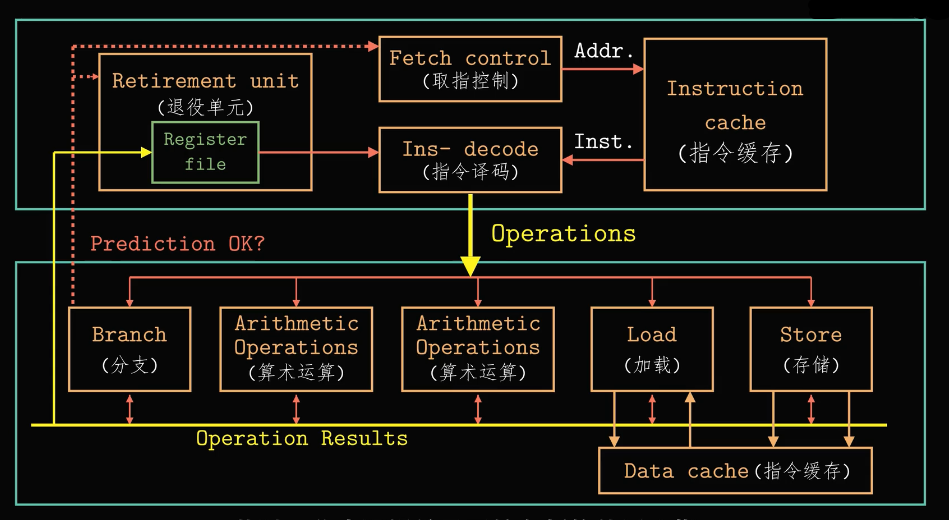 Fetch control
(取指控制)
Addr.
Retirement unit
(退役单元)
Instruction
cache
(指令缓存)
Register
file
Ins- decode
(指令译码)
Inst.
Operations
Prediction OK?
Branch
(分支)
Arithmetic
Operations
(算术运算)
Arithmetic
Operations
(算术运算)
Load
(加载)
Store
(存储)
Operation Results
Data cache(指令缓存)